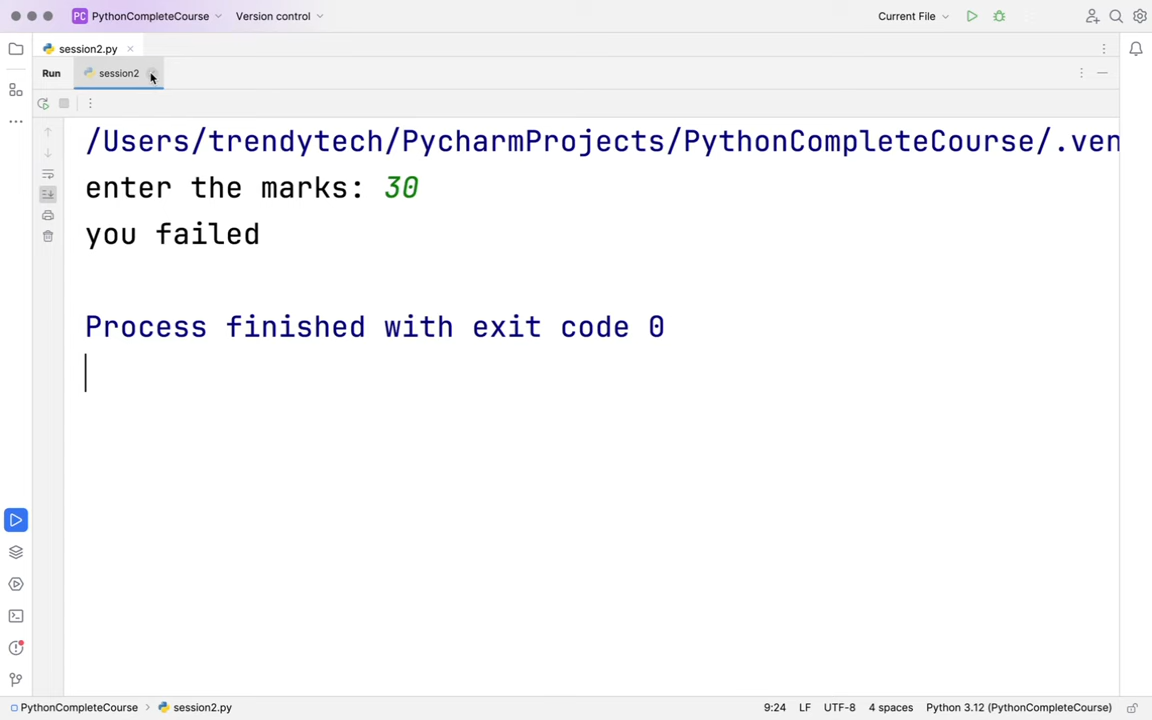 PC PythonCompleteCourse Version control Current File
session2.py
Run session2
/Users/trendytech/PycharmProjects/PythonCompleteCourse/.ven
enter the marks: 30
you failed
Process finished with exit code 0
PythonCompleteCourse session2.py 9:24 LF UTF-8 4 spaces Python 3.12 (PythonCompleteCourse)